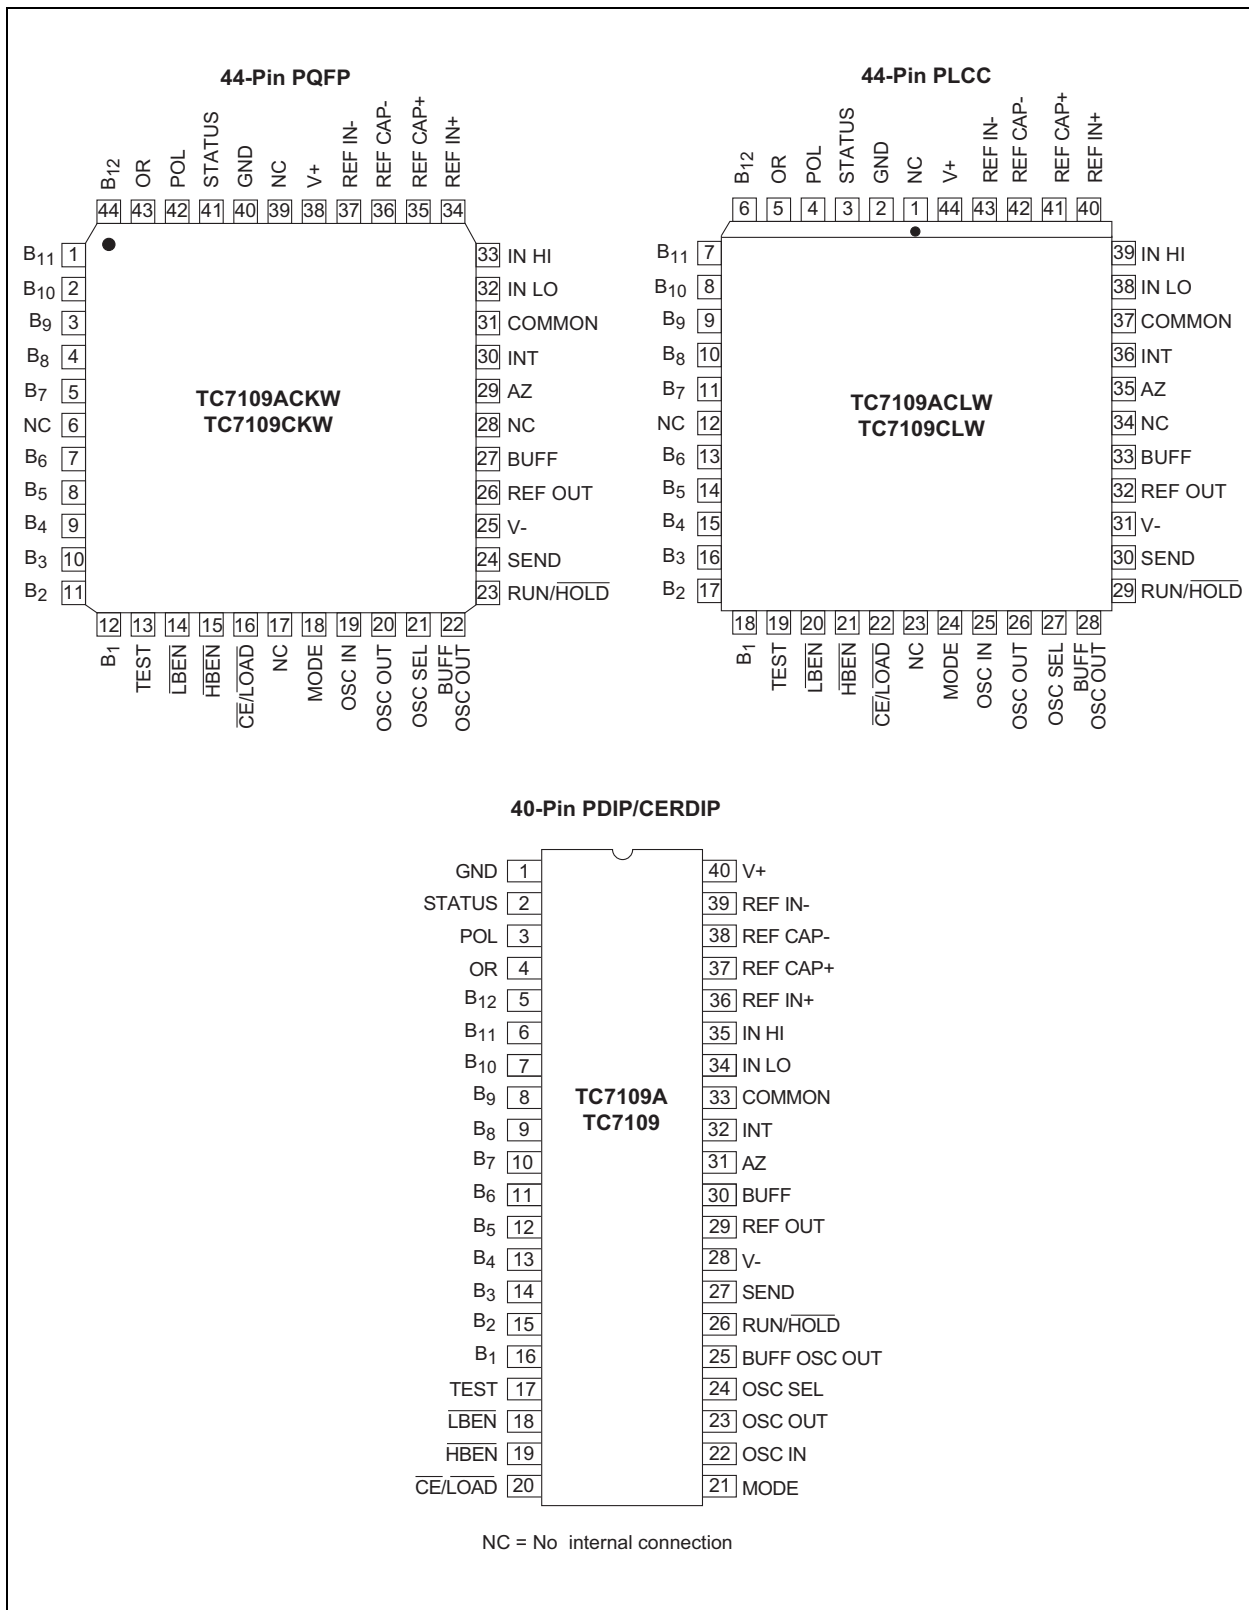 44-Pin PQFP
B12 OR POL STATUS GND NC V+ REF IN- REF CAP- REF CAP+ REF IN+
44 43 42 41 40 39 38 37 36 35 34
B11 1
B10 2
B9 3
B8 4
B7 5
NC 6
B6 7
B5 8
B4 9
B3 10
B2 11
TC7109ACKW
TC7109CKW
33 IN HI
32 IN LO
31 COMMON
30 INT
29 AZ
28 NC
27 BUFF
26 REF OUT
25 V-
24 SEND
23 RUN/HOLD
12 13 14 15 16 17 18 19 20 21 22
B1 TEST LBEN HBEN CE/LOAD NC MODE OSC IN OSC OUT OSC SEL BUFF OSC OUT
44-Pin PLCC
B12 OR POL STATUS GND NC V+ REF IN- REF CAP- REF CAP+ REF IN+
6 5 4 3 2 1 44 43 42 41 40
B11 7
B10 8
B9 9
B8 10
B7 11
NC 12
B6 13
B5 14
B4 15
B3 16
B2 17
TC7109ACLW
TC7109CLW
39 IN HI
38 IN LO
37 COMMON
36 INT
35 AZ
34 NC
33 BUFF
32 REF OUT
31 V-
30 SEND
29 RUN/HOLD
18 19 20 21 22 23 24 25 26 27 28
B1 TEST LBEN HBEN CE/LOAD NC MODE OSC IN OSC OUT OSC SEL BUFF OSC OUT
40-Pin PDIP/CERDIP
GND 1
STATUS 2
POL 3
OR 4
B12 5
B11 6
B10 7
B9 8
B8 9
B7 10
B6 11
B5 12
B4 13
B3 14
B2 15
B1 16
TEST 17
LBEN 18
HBEN 19
CE/LOAD 20
TC7109A
TC7109
40 V+
39 REF IN-
38 REF CAP-
37 REF CAP+
36 REF IN+
35 IN HI
34 IN LO
33 COMMON
32 INT
31 AZ
30 BUFF
29 REF OUT
28 V-
27 SEND
26 RUN/HOLD
25 BUFF OSC OUT
24 OSC SEL
23 OSC OUT
22 OSC IN
21 MODE
NC = No internal connection